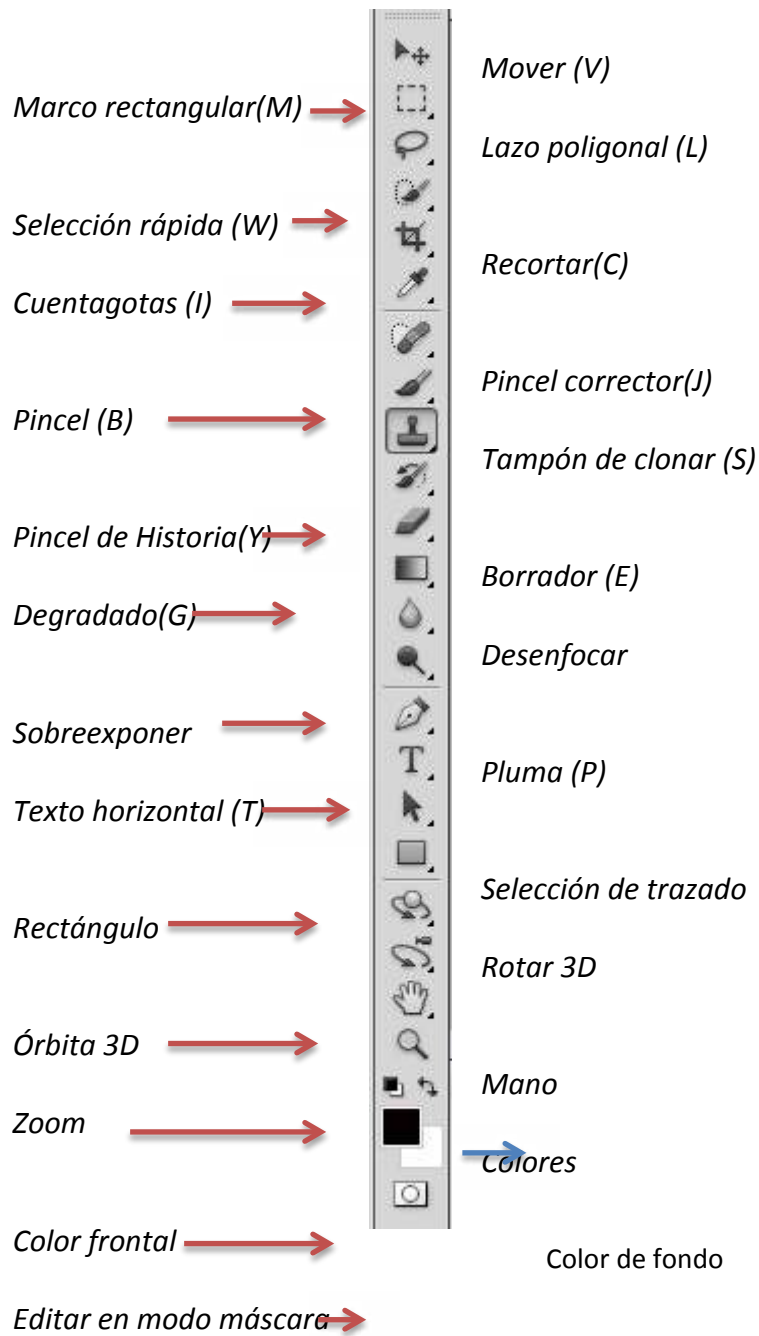 Mover (V)
Marco rectangular(M)
Lazo poligonal (L)
Selección rápida (W)
Recortar(C)
Cuentagotas (I)
Pincel corrector(J)
Pincel (B)
Tampón de clonar (S)
Pincel de Historia(Y)
Borrador (E)
Degradado(G)
Desenfocar
Sobreexponer
Pluma (P)
Texto horizontal (T)
Selección de trazado
Rectángulo
Rotar 3D
Órbita 3D
Mano
Zoom
Colores
Color frontal
Color de fondo
Editar en modo máscara